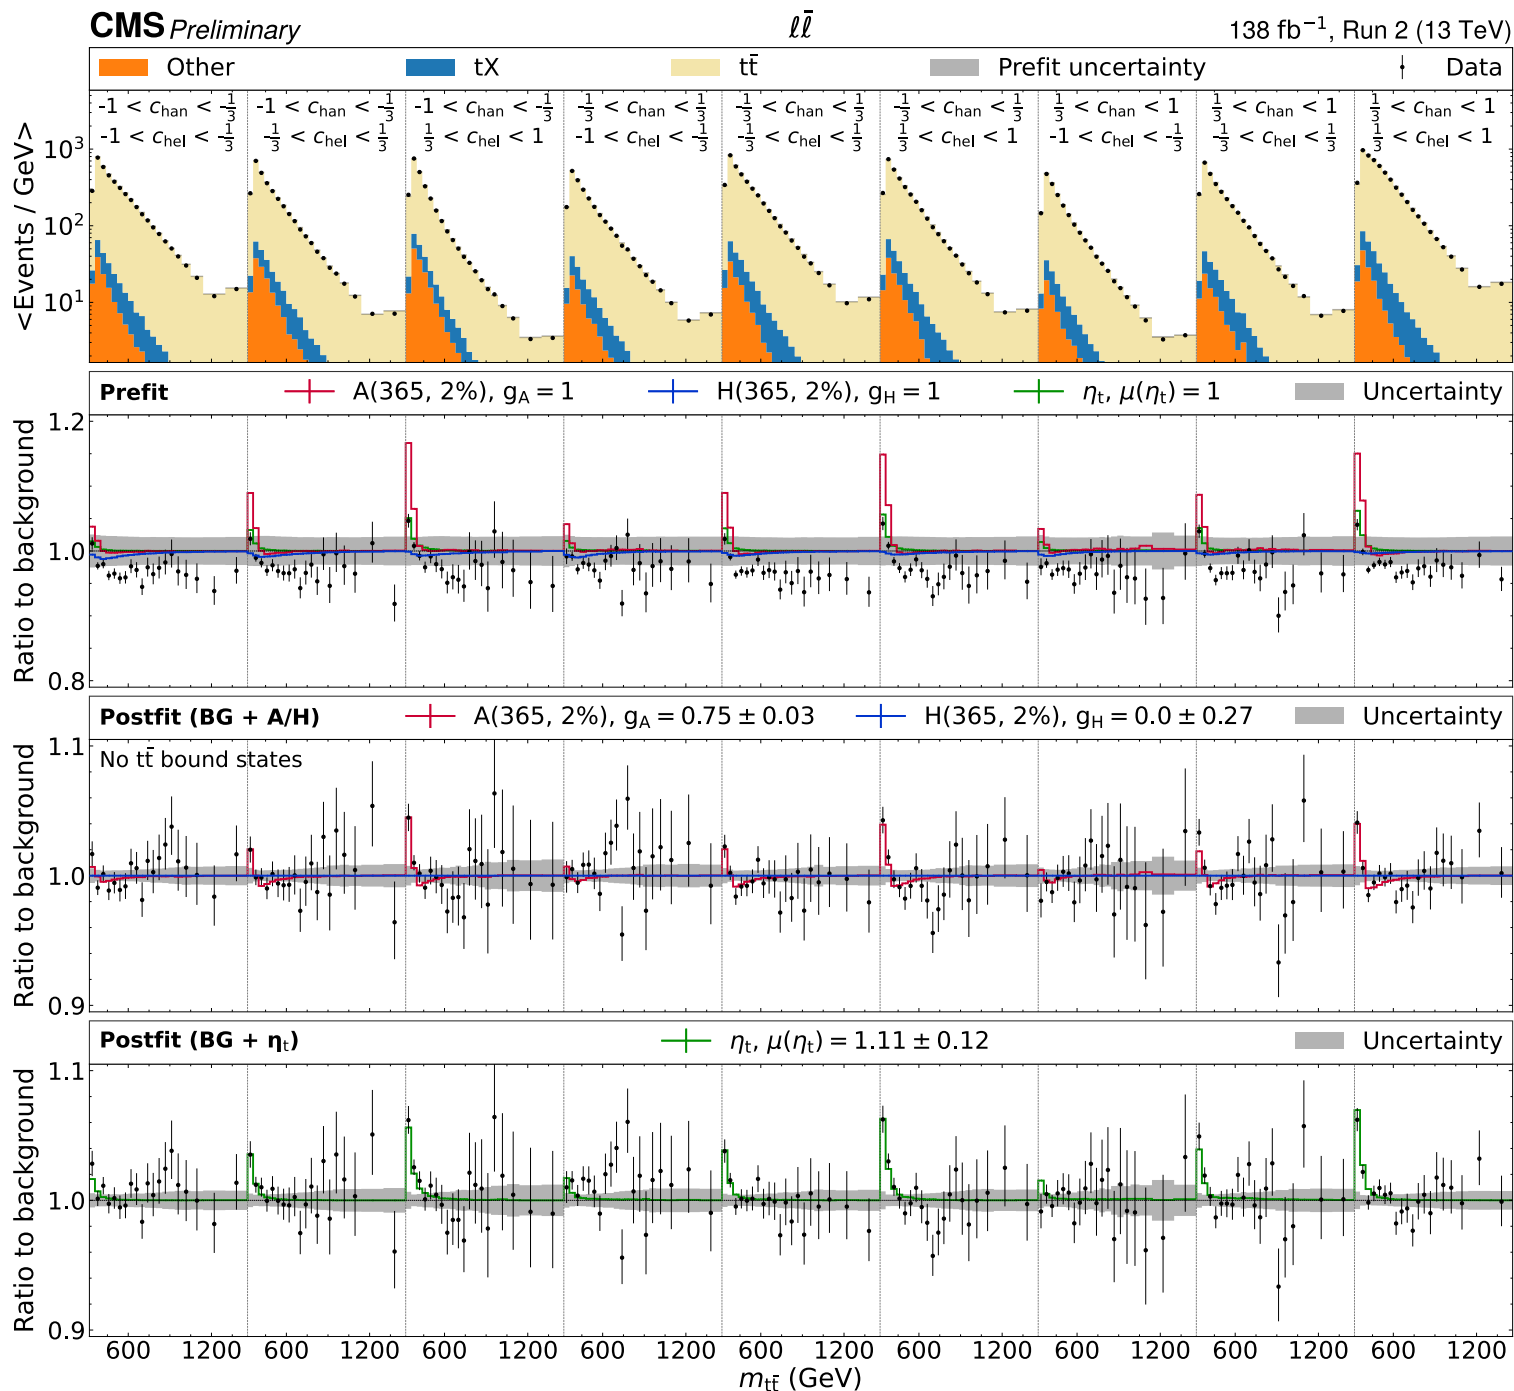 CMS Preliminary ℓℓ̄ 138 fb⁻¹, Run 2 (13 TeV)
Other tX tt̄ Prefit uncertainty Data
-1 < c_han < -1/3 -1 < c_han < -1/3 -1 < c_han < -1/3 -1/3 < c_han < 1/3 -1/3 < c_han < 1/3 -1/3 < c_han < 1/3 1/3 < c_han < 1 1/3 < c_han < 1 1/3 < c_han < 1
-1 < c_hel < -1/3 -1/3 < c_hel < 1/3 1/3 < c_hel < 1 -1 < c_hel < -1/3 -1/3 < c_hel < 1/3 1/3 < c_hel < 1 -1 < c_hel < -1/3 -1/3 < c_hel < 1/3 1/3 < c_hel < 1
<Events / GeV>
10³
10²
10¹
Prefit A(365, 2%), g_A = 1 H(365, 2%), g_H = 1 η_t, μ(η_t) = 1 Uncertainty
Ratio to background
1.2
1.0
0.8
Postfit (BG + A/H) A(365, 2%), g_A = 0.75 ± 0.03 H(365, 2%), g_H = 0.0 ± 0.27 Uncertainty
No tt̄ bound states
Ratio to background
1.1
1.0
0.9
Postfit (BG + η_t) η_t, μ(η_t) = 1.11 ± 0.12 Uncertainty
Ratio to background
1.1
1.0
0.9
600 1200 600 1200 600 1200 600 1200 600 1200 600 1200 600 1200 600 1200 600 1200
m_tt̄ (GeV)